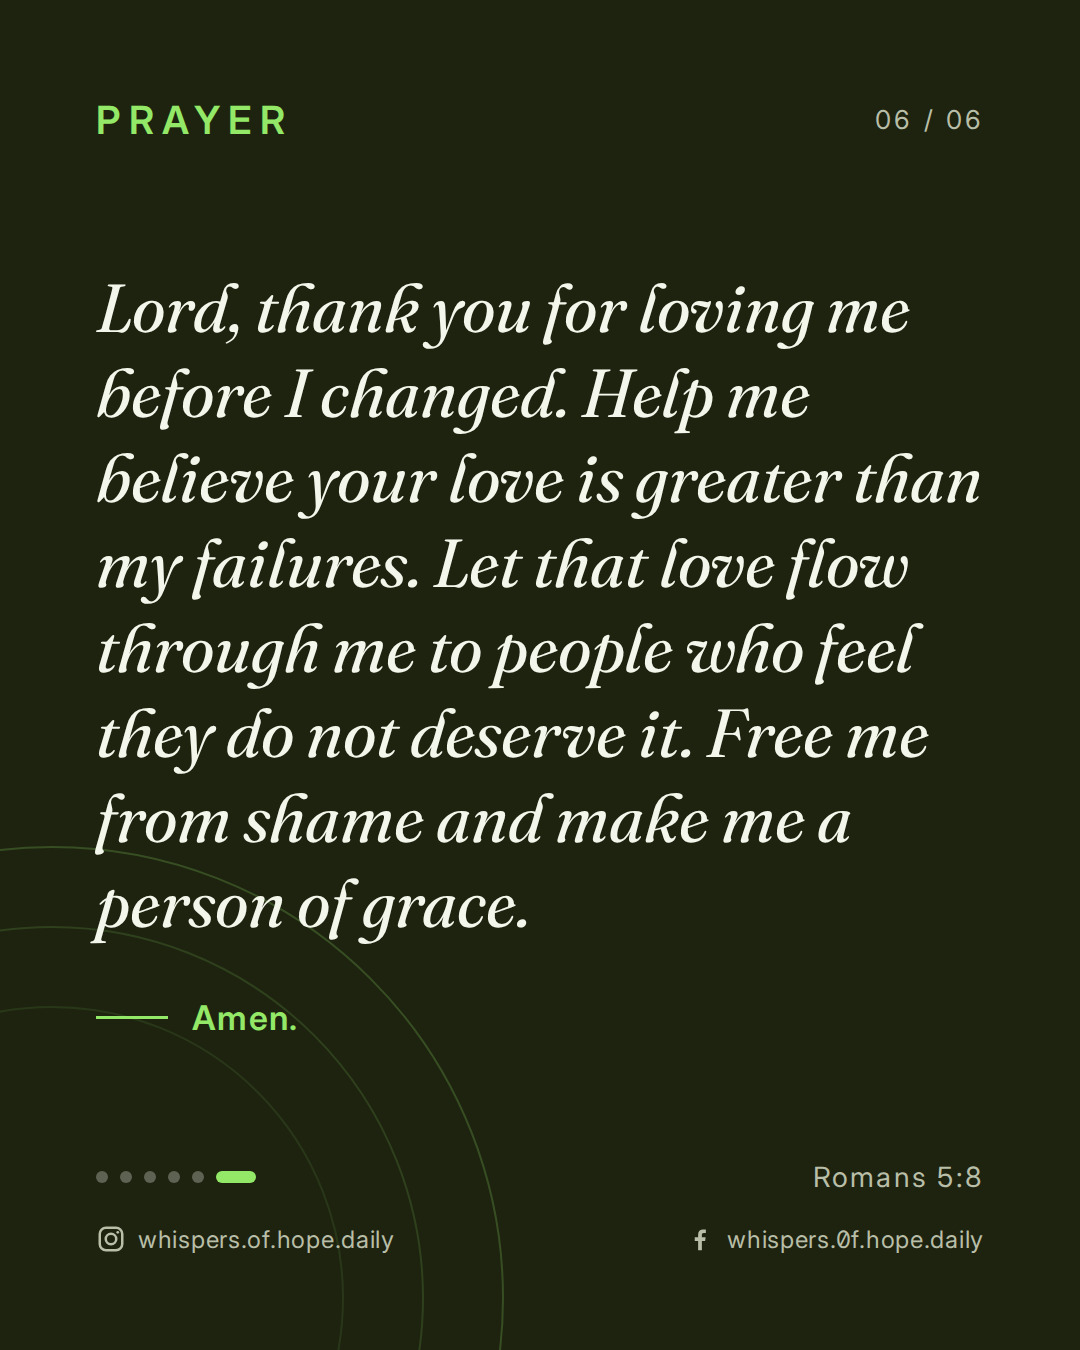 PRAYER
06 / 06
Lord, thank you for loving me
before I changed. Help me
believe your love is greater than
my failures. Let that love flow
through me to people who feel
they do not deserve it. Free me
from shame and make me a
person of grace.
Amen.
Romans 5:8
whispers.of.hope.daily
whispers.0f.hope.daily